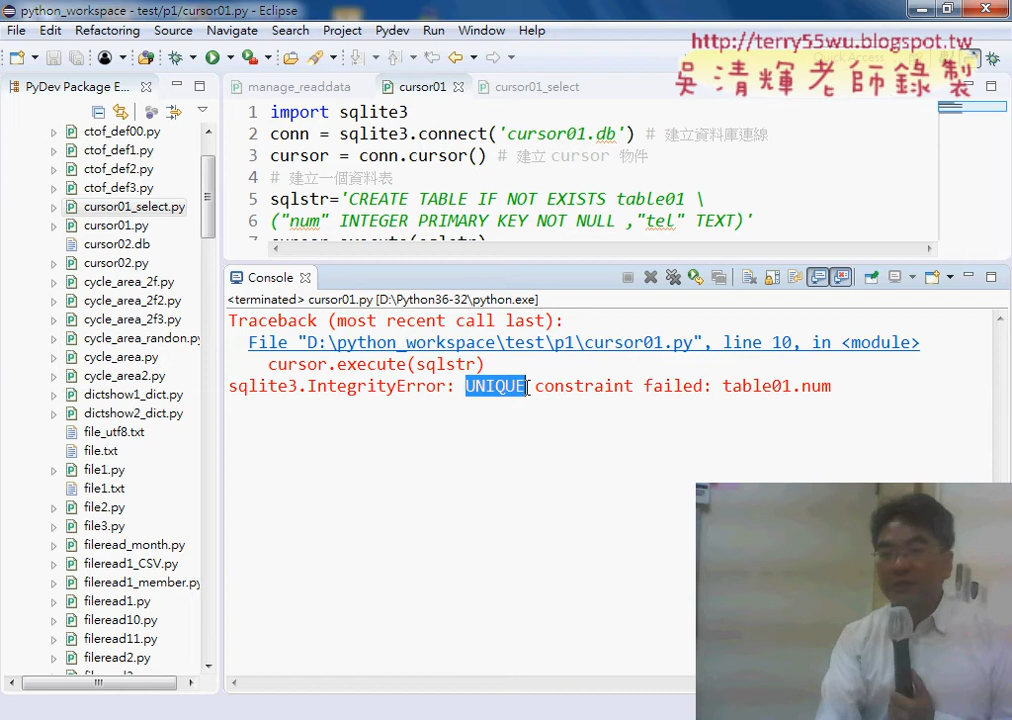 python_workspace - test/p1/cursor01.py - Eclipse
File Edit Refactoring Source Navigate Search Project Pydev Run Window Help
http://terry55wu.blogspot.tw
吳清輝老師錄製
PyDev Package E...
manage_readdata
cursor01
cursor01_select
ctof_def00.py
ctof_def1.py
ctof_def2.py
ctof_def3.py
cursor01_select.py
cursor01.py
cursor02.db
cursor02.py
cycle_area_2f.py
cycle_area_2f2.py
cycle_area_2f3.py
cycle_area_randon.py
cycle_area.py
cycle_area2.py
dictshow1_dict.py
dictshow2_dict.py
file_utf8.txt
file.txt
file1.py
file1.txt
file2.py
file3.py
fileread_month.py
fileread1_CSV.py
fileread1_member.py
fileread1.py
fileread10.py
fileread11.py
fileread2.py
1 import sqlite3
2 conn = sqlite3.connect('cursor01.db') # 建立資料庫連線
3 cursor = conn.cursor() # 建立 cursor 物件
4 # 建立一個資料表
5 sqlstr='CREATE TABLE IF NOT EXISTS table01 \
6 ("num" INTEGER PRIMARY KEY NOT NULL ,"tel" TEXT)'
7 cursor.execute(sqlstr)
Console
<terminated> cursor01.py [D:\Python36-32\python.exe]
Traceback (most recent call last):
File "D:\python_workspace\test\p1\cursor01.py", line 10, in <module>
cursor.execute(sqlstr)
sqlite3.IntegrityError: UNIQUE constraint failed: table01.num